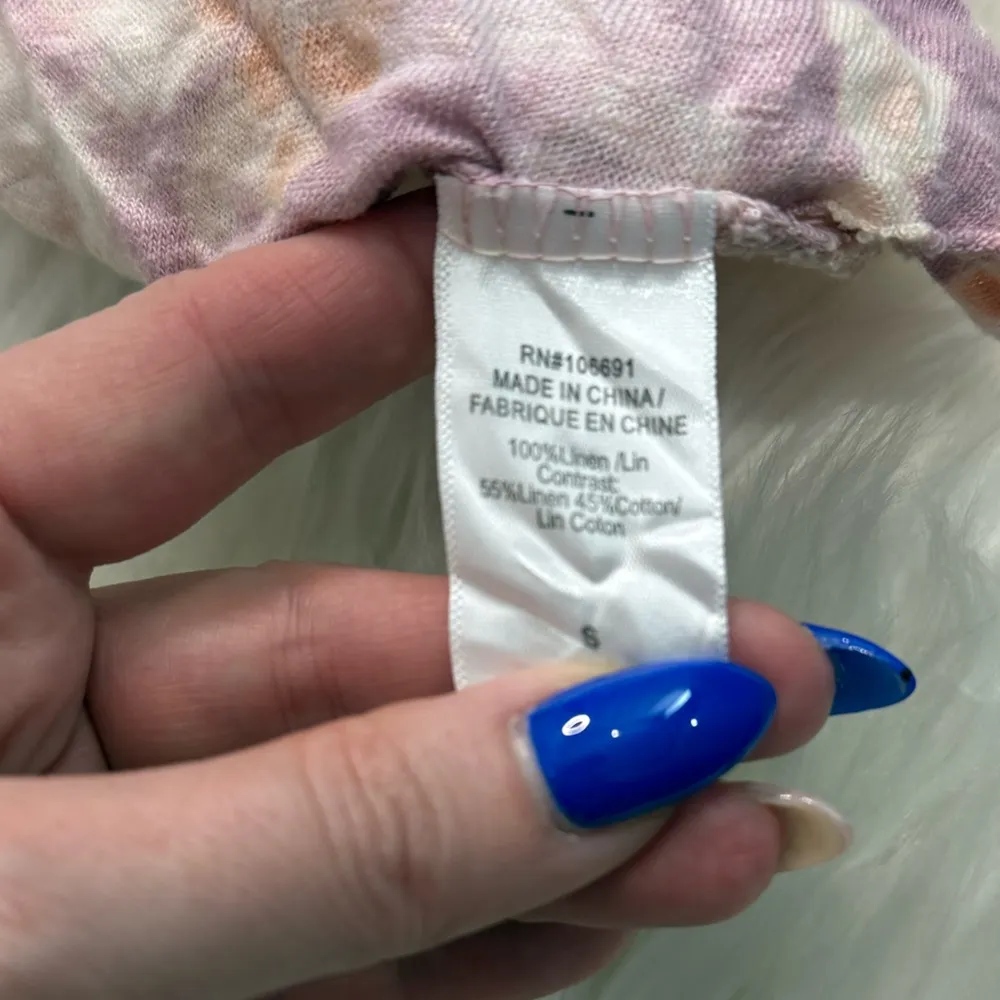 RN#106691
MADE IN CHINA/
FABRIQUE EN CHINE
100%Linen /Lin
Contrast:
55%Linen 45%Cotton/
Lin Coton
S